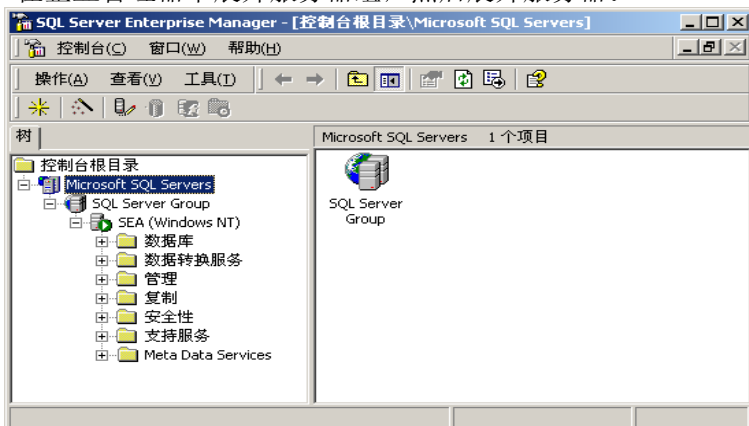 SQL Server Enterprise Manager - [控制台根目录\Microsoft SQL Servers]
控制台(C) 窗口(W) 帮助(H)
操作(A) 查看(V) 工具(T)
树
Microsoft SQL Servers 1 个项目
控制台根目录
Microsoft SQL Servers
SQL Server Group
SEA (Windows NT)
数据库
数据转换服务
管理
复制
安全性
支持服务
Meta Data Services
SQL Server
Group